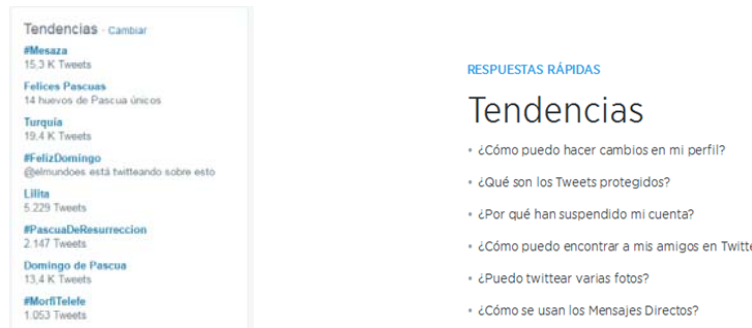 Tendencias · Cambiar
#Mesaza
15,3 K Tweets
Felices Pascuas
14 huevos de Pascua únicos
Turquía
19,4 K Tweets
#FelizDomingo
@elmundoes está twitteando sobre esto
Lilita
5.229 Tweets
#PascuaDeResurreccion
2.147 Tweets
Domingo de Pascua
13,4 K Tweets
#MorfiTelefe
1.053 Tweets
RESPUESTAS RÁPIDAS
Tendencias
• ¿Cómo puedo hacer cambios en mi perfil?
• ¿Qué son los Tweets protegidos?
• ¿Por qué han suspendido mi cuenta?
• ¿Cómo puedo encontrar a mis amigos en Twitte
• ¿Puedo twittear varias fotos?
• ¿Cómo se usan los Mensajes Directos?